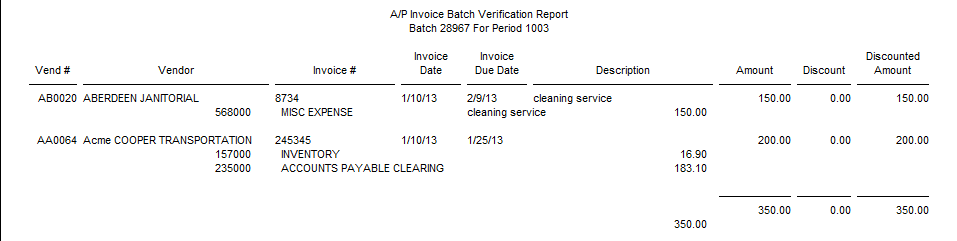 A/P Invoice Batch Verification Report
Batch 28967 For Period 1003
Invoice Invoice Discounted
Vend # Vendor Invoice # Date Due Date Description Amount Discount Amount
AB0020 ABERDEEN JANITORIAL 8734 1/10/13 2/9/13 cleaning service 150.00 0.00 150.00
568000 MISC EXPENSE cleaning service 150.00
AA0064 Acme COOPER TRANSPORTATION 245345 1/10/13 1/25/13 200.00 0.00 200.00
157000 INVENTORY 16.90
235000 ACCOUNTS PAYABLE CLEARING 183.10
350.00 0.00 350.00
350.00